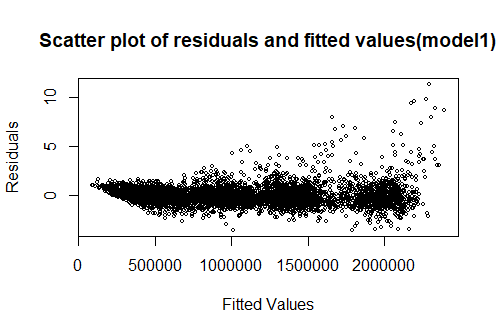 Scatter plot of residuals and fitted values(model1)
10
5
0
Residuals
0 500000 1000000 1500000 2000000
Fitted Values